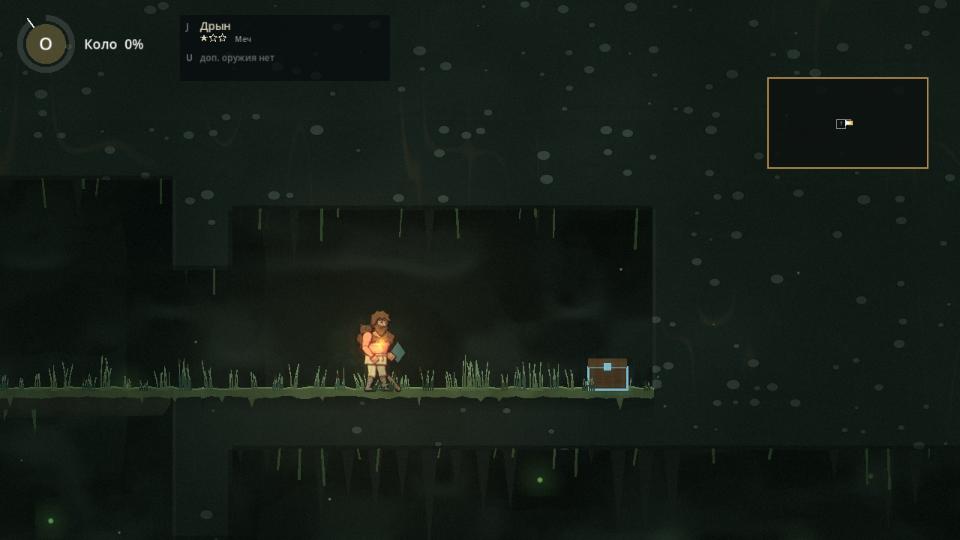 О
Коло 0%
J Дрын
★☆☆ Меч
U доп. оружия нет